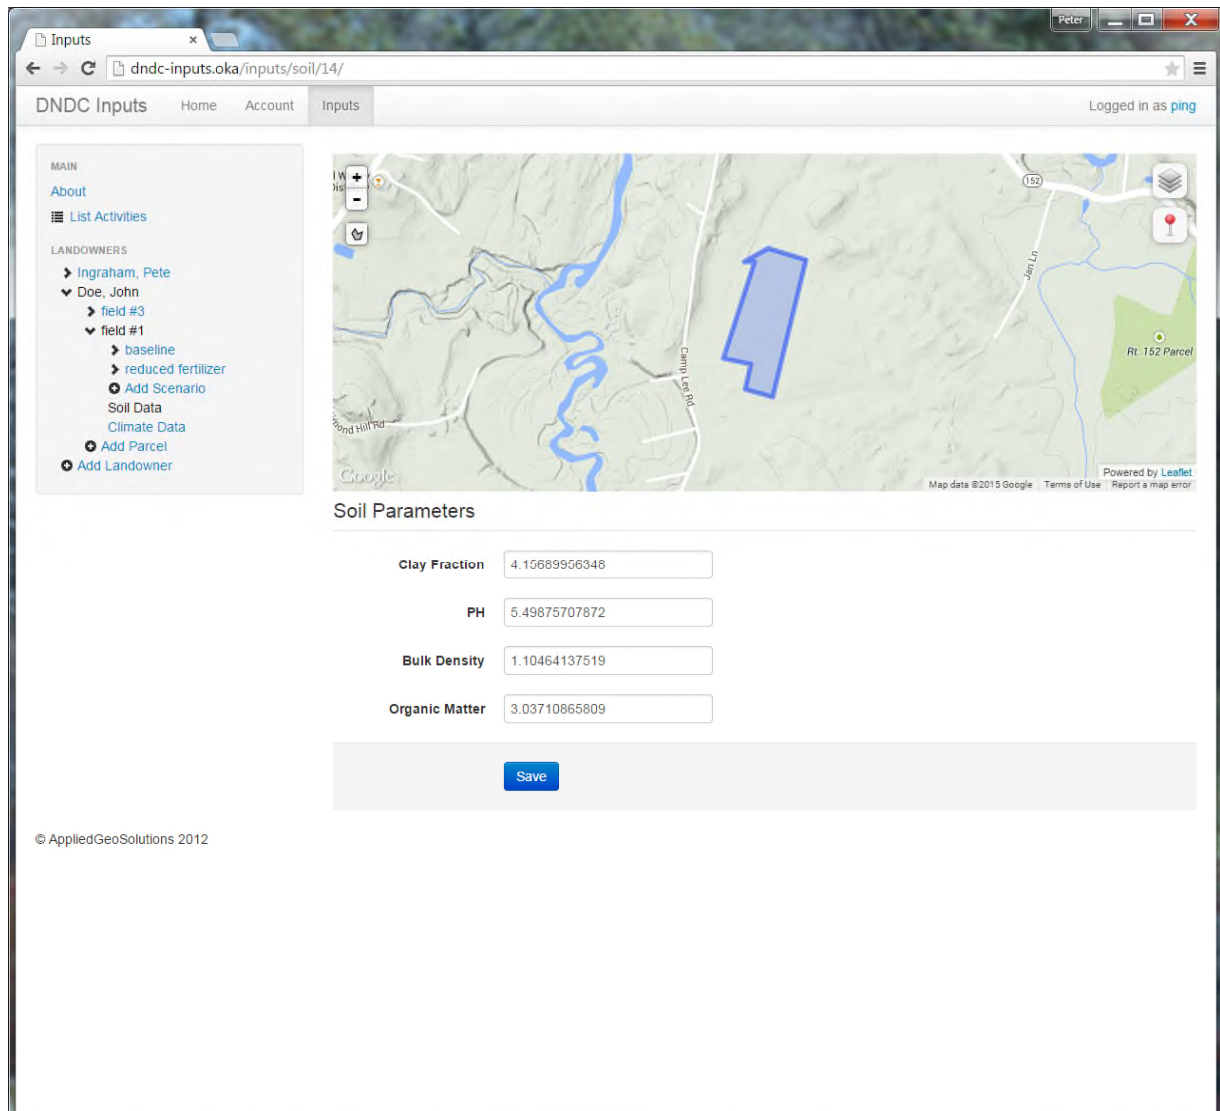 Peter
Inputs
dndc-inputs.oka/inputs/soil/14/
DNDC Inputs Home Account Inputs Logged in as ping
MAIN
About
List Activities
LANDOWNERS
Ingraham, Pete
Doe, John
field #3
field #1
baseline
reduced fertilizer
Add Scenario
Soil Data
Climate Data
Add Parcel
Add Landowner
152
Jan Ln
Camp Lee Rd
Rt. 152 Parcel
Hill Rd
Google
Powered by Leaflet
Map data ©2015 Google Terms of Use Report a map error
Soil Parameters
Clay Fraction 4.15689956348
PH 5.49875707872
Bulk Density 1.10464137519
Organic Matter 3.03710865809
Save
© AppliedGeoSolutions 2012